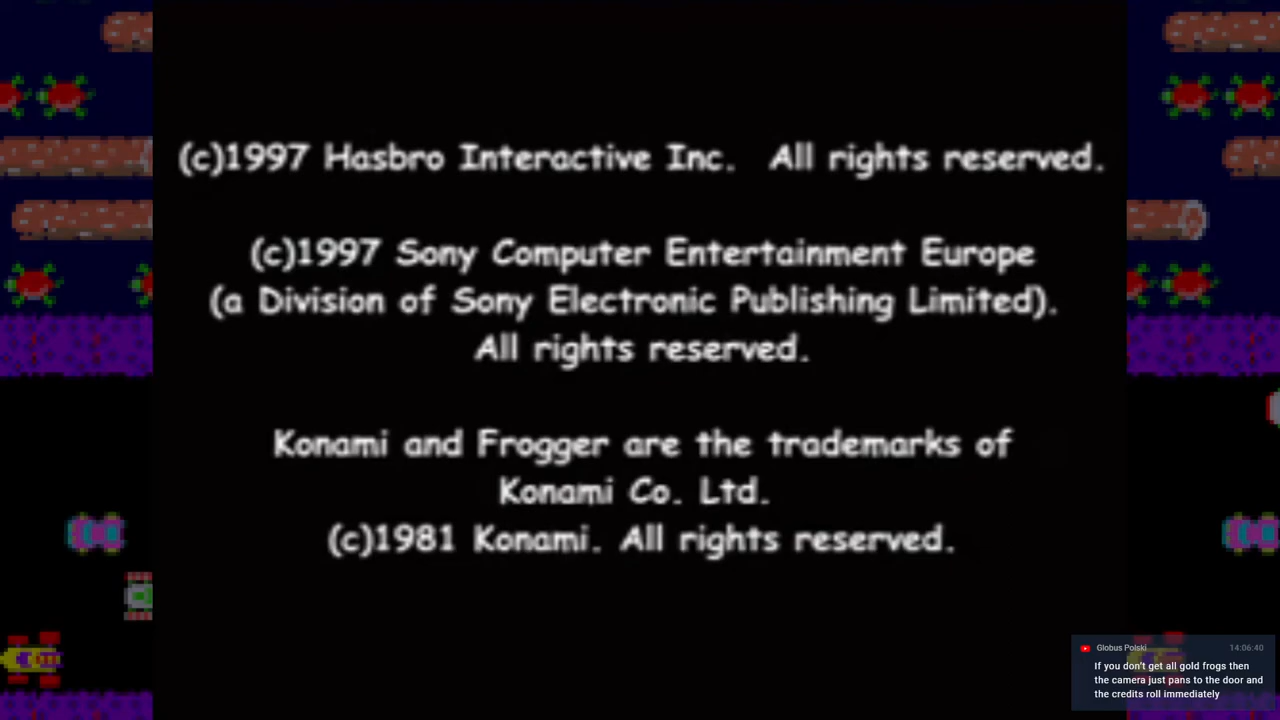 (c)1997 Hasbro Interactive Inc. All rights reserved.
(c)1997 Sony Computer Entertainment Europe
(a Division of Sony Electronic Publishing Limited).
All rights reserved.
Konami and Frogger are the trademarks of
Konami Co. Ltd.
(c)1981 Konami. All rights reserved.
Globus Polski 14:06:40
If you don't get all gold frogs then
the camera just pans to the door and
the credits roll immediately